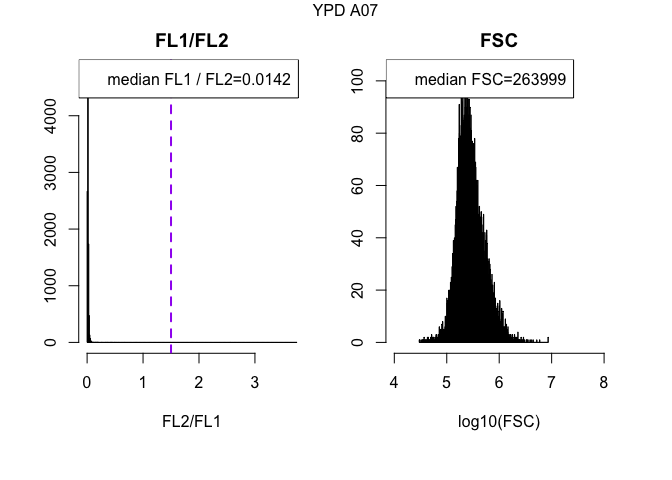 YPD A07
FL1/FL2
median FL1 / FL2=0.0142
4000
3000
2000
1000
0
0 1 2 3
FL2/FL1
FSC
median FSC=263999
100
80
60
40
20
0
4 5 6 7 8
log10(FSC)